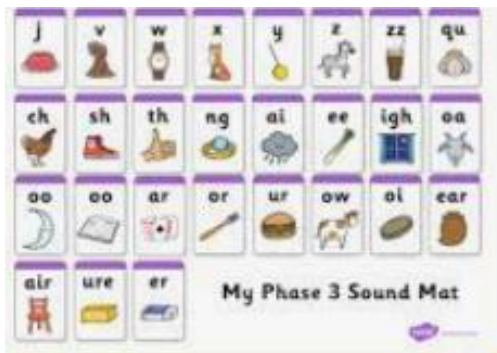 j v w x y z zz qu
ch sh th ng ai ee igh oa
oo oo ar or ur ow oi ear
air ure er
My Phase 3 Sound Mat